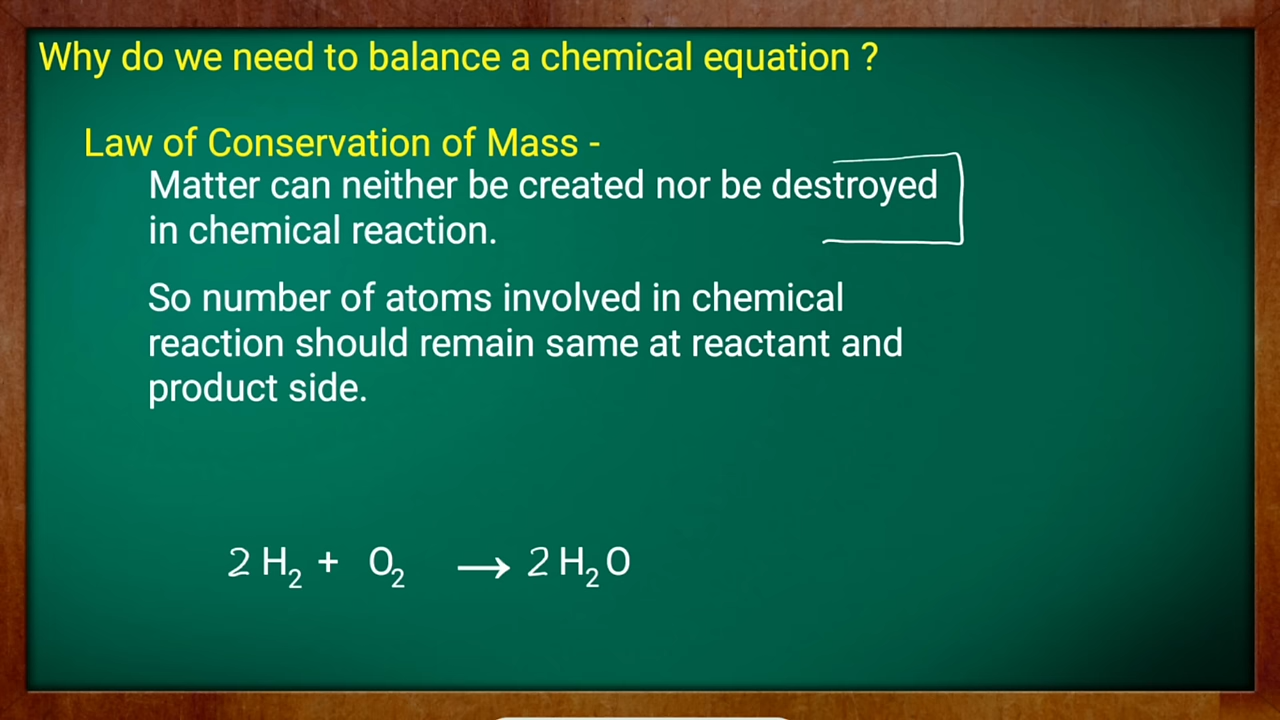 Why do we need to balance a chemical equation ?
Law of Conservation of Mass -
Matter can neither be created nor be destroyed
in chemical reaction.
So number of atoms involved in chemical
reaction should remain same at reactant and
product side.
2 H₂ + O₂ → 2 H₂O